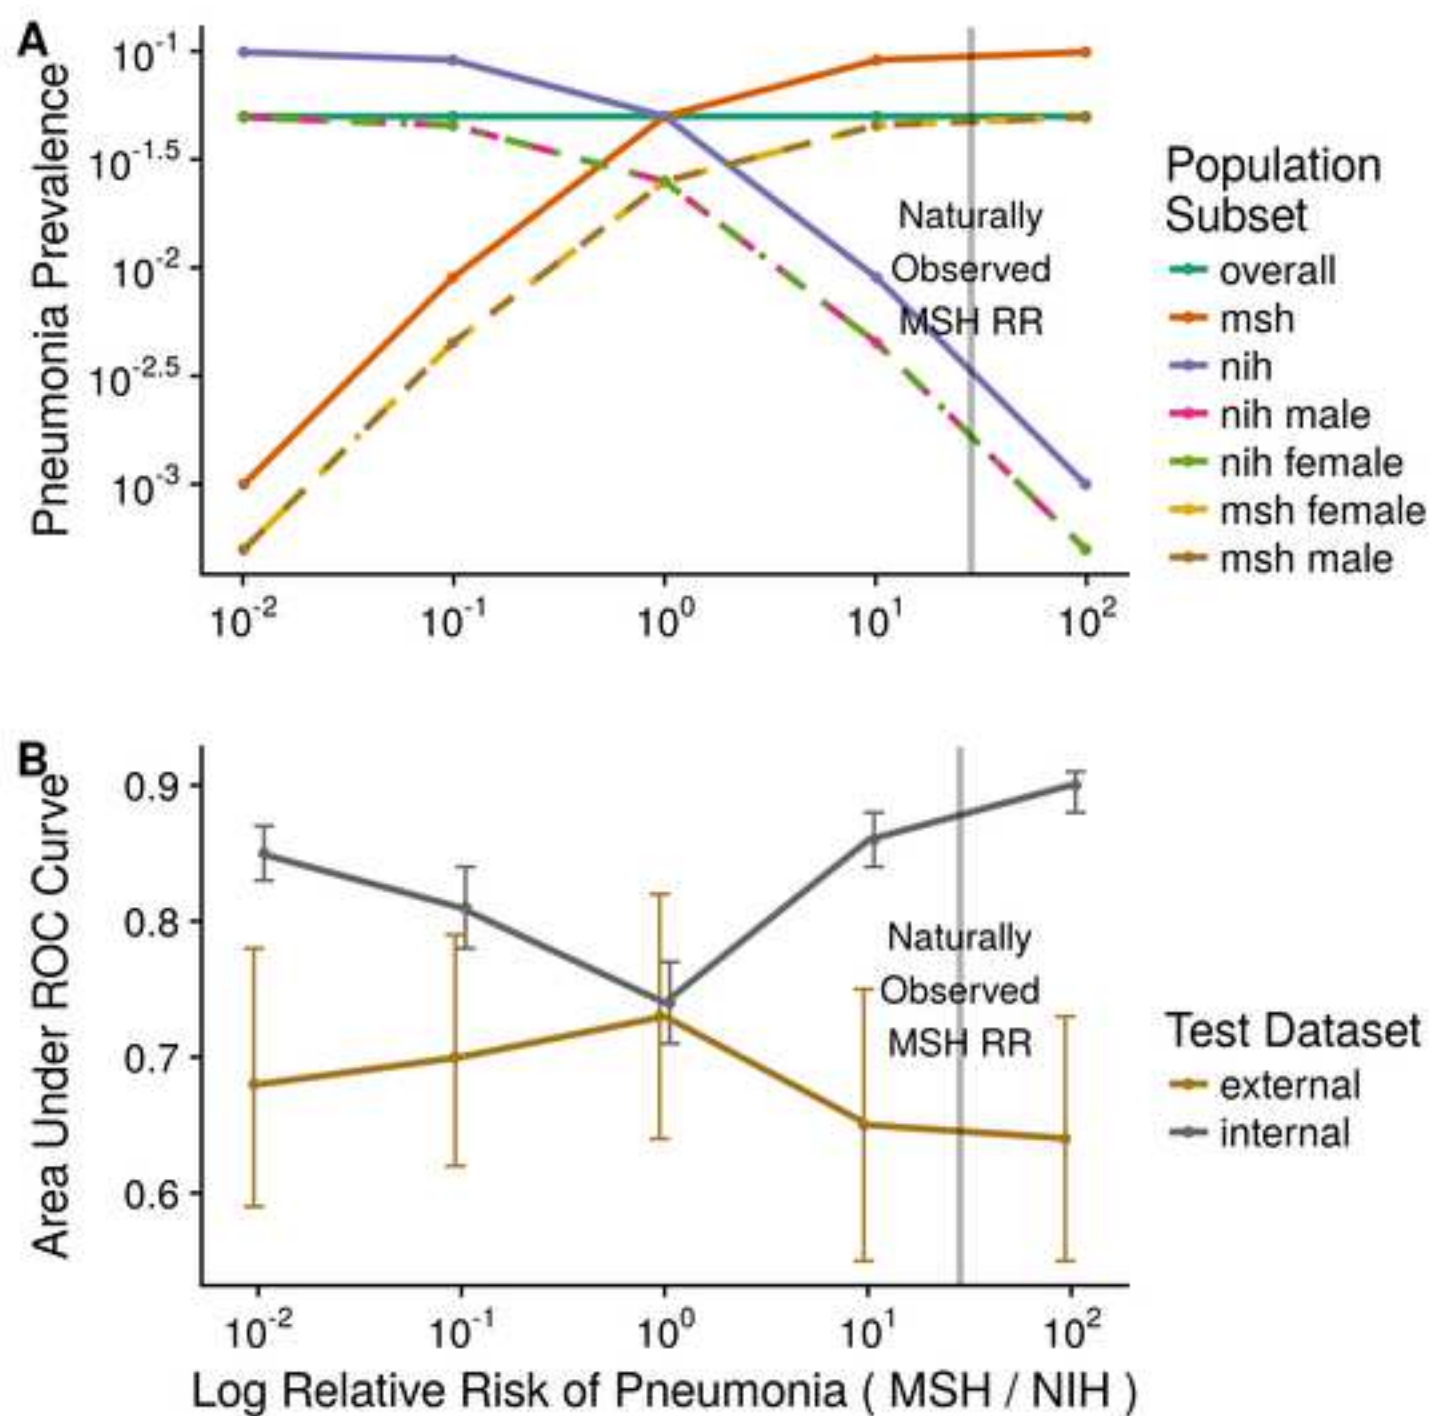 A
Pneumonia Prevalence
10^-1
10^-1.5
10^-2
10^-2.5
10^-3
Naturally
Observed
MSH RR
10^-2 10^-1 10^0 10^1 10^2
Population
Subset
overall
msh
nih
nih male
nih female
msh female
msh male
B
Area Under ROC Curve
0.9
0.8
0.7
0.6
Naturally
Observed
MSH RR
10^-2 10^-1 10^0 10^1 10^2
Log Relative Risk of Pneumonia ( MSH / NIH )
Test Dataset
external
internal